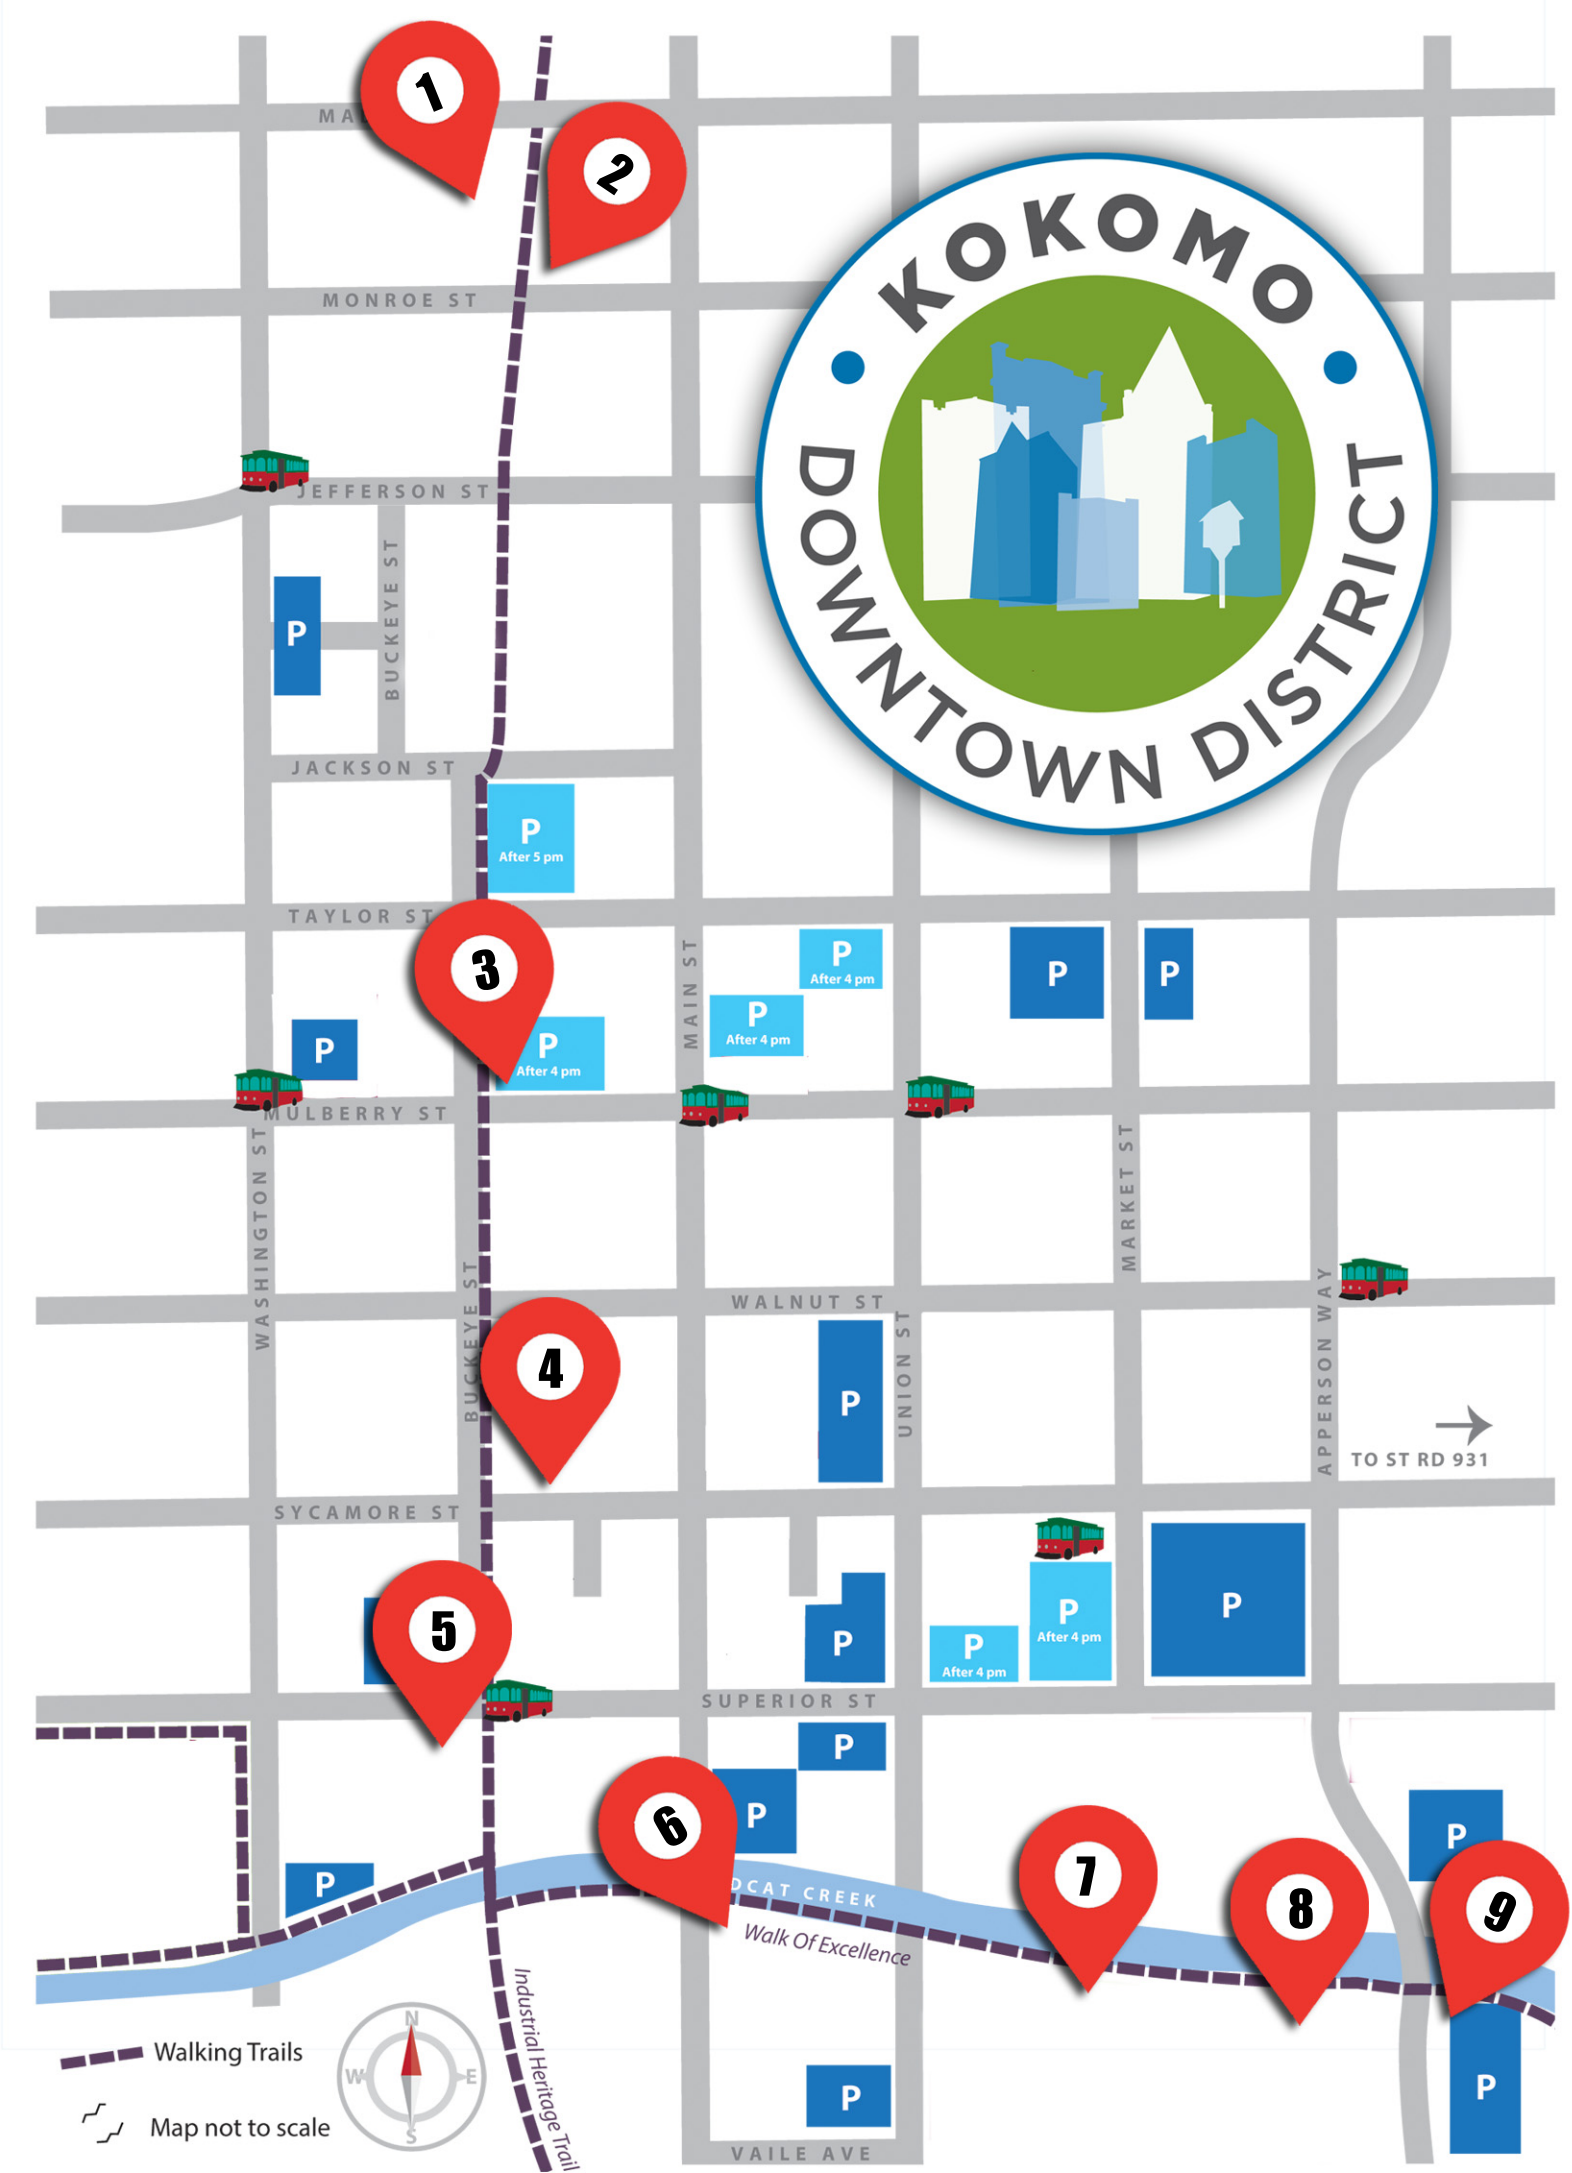 1
MA
2
KOKOMO
DOWNTOWN DISTRICT
MONROE ST
JEFFERSON ST
BUCKEYE ST
P
JACKSON ST
P
After 5 pm
TAYLOR ST
3
MAIN ST
P
After 4 pm
P
After 4 pm
P
P
P
P
After 4 pm
MULBERRY ST
WASHINGTON ST
MARKET ST
BUCKEYE ST
WALNUT ST
UNION ST
APPERSON WAY
4
P
TO ST RD 931
SYCAMORE ST
5
P
P
After 4 pm
P
After 4 pm
P
SUPERIOR ST
P
P
6
P
7
8
9
P
DCAT CREEK
Walk Of Excellence
P
Industrial Heritage Trail
N
W
E
S
Walking Trails
Map not to scale
P
P
VAILE AVE